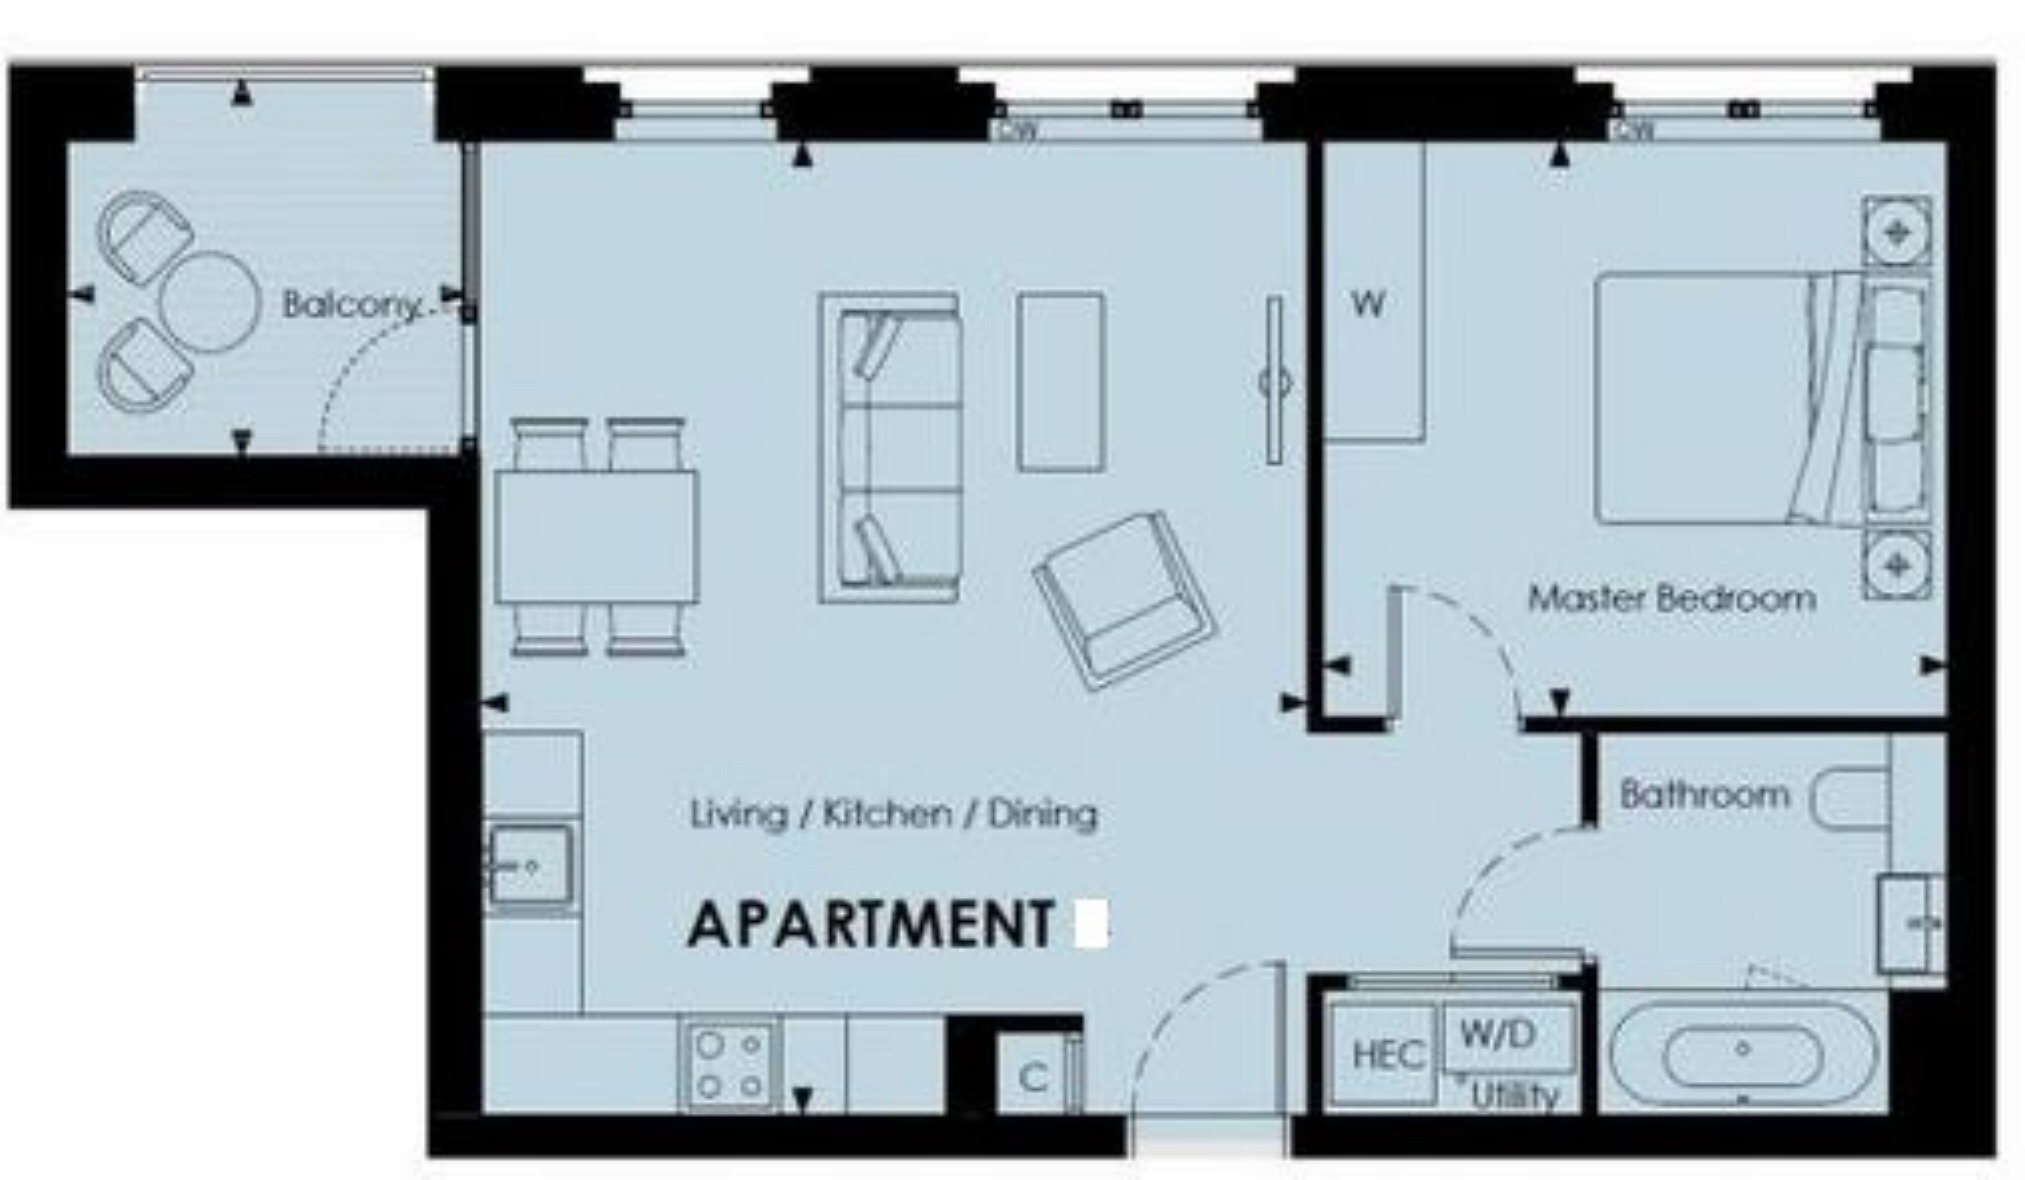 CW
CW
Balcony
W
Master Bedroom
Bathroom
Living / Kitchen / Dining
APARTMENT
W/D
HEC
C
*Utility